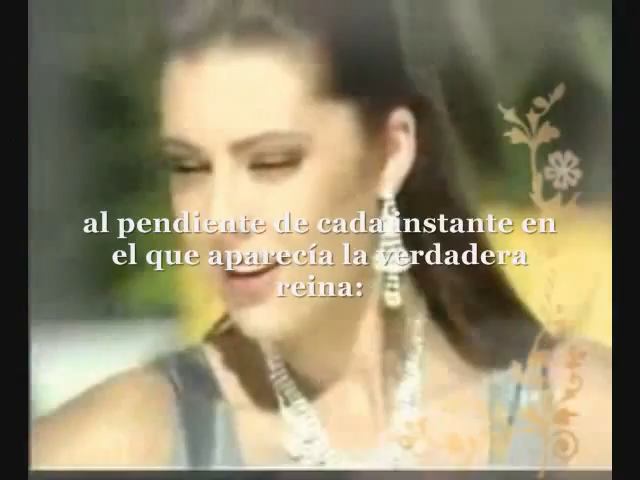 al pendiente de cada instante en
el que aparecía la verdadera
reina: